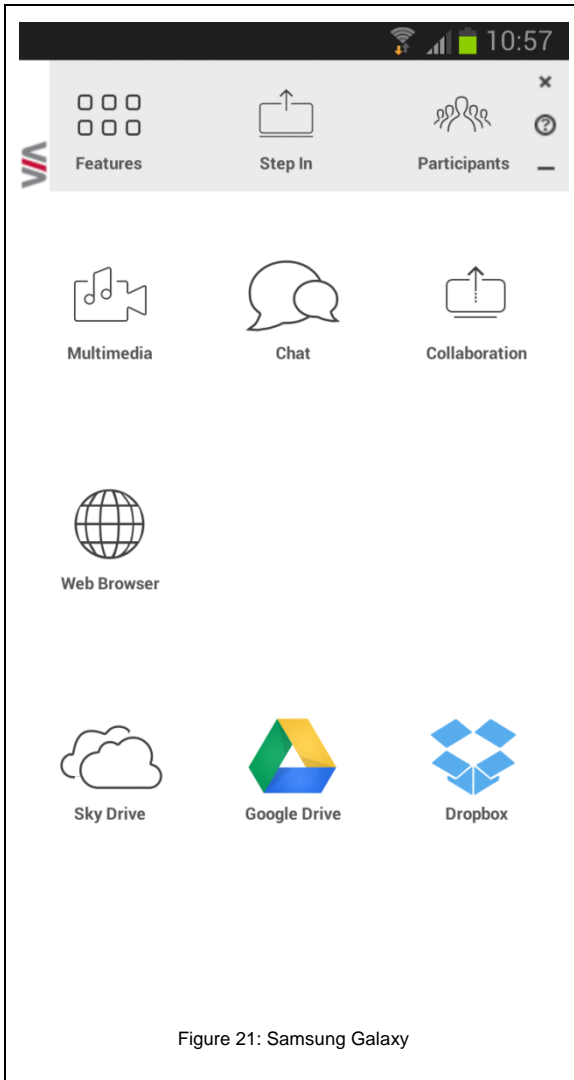 10:57
Features Step In Participants
Multimedia Chat Collaboration
Web Browser
Sky Drive Google Drive Dropbox
Figure 21: Samsung Galaxy